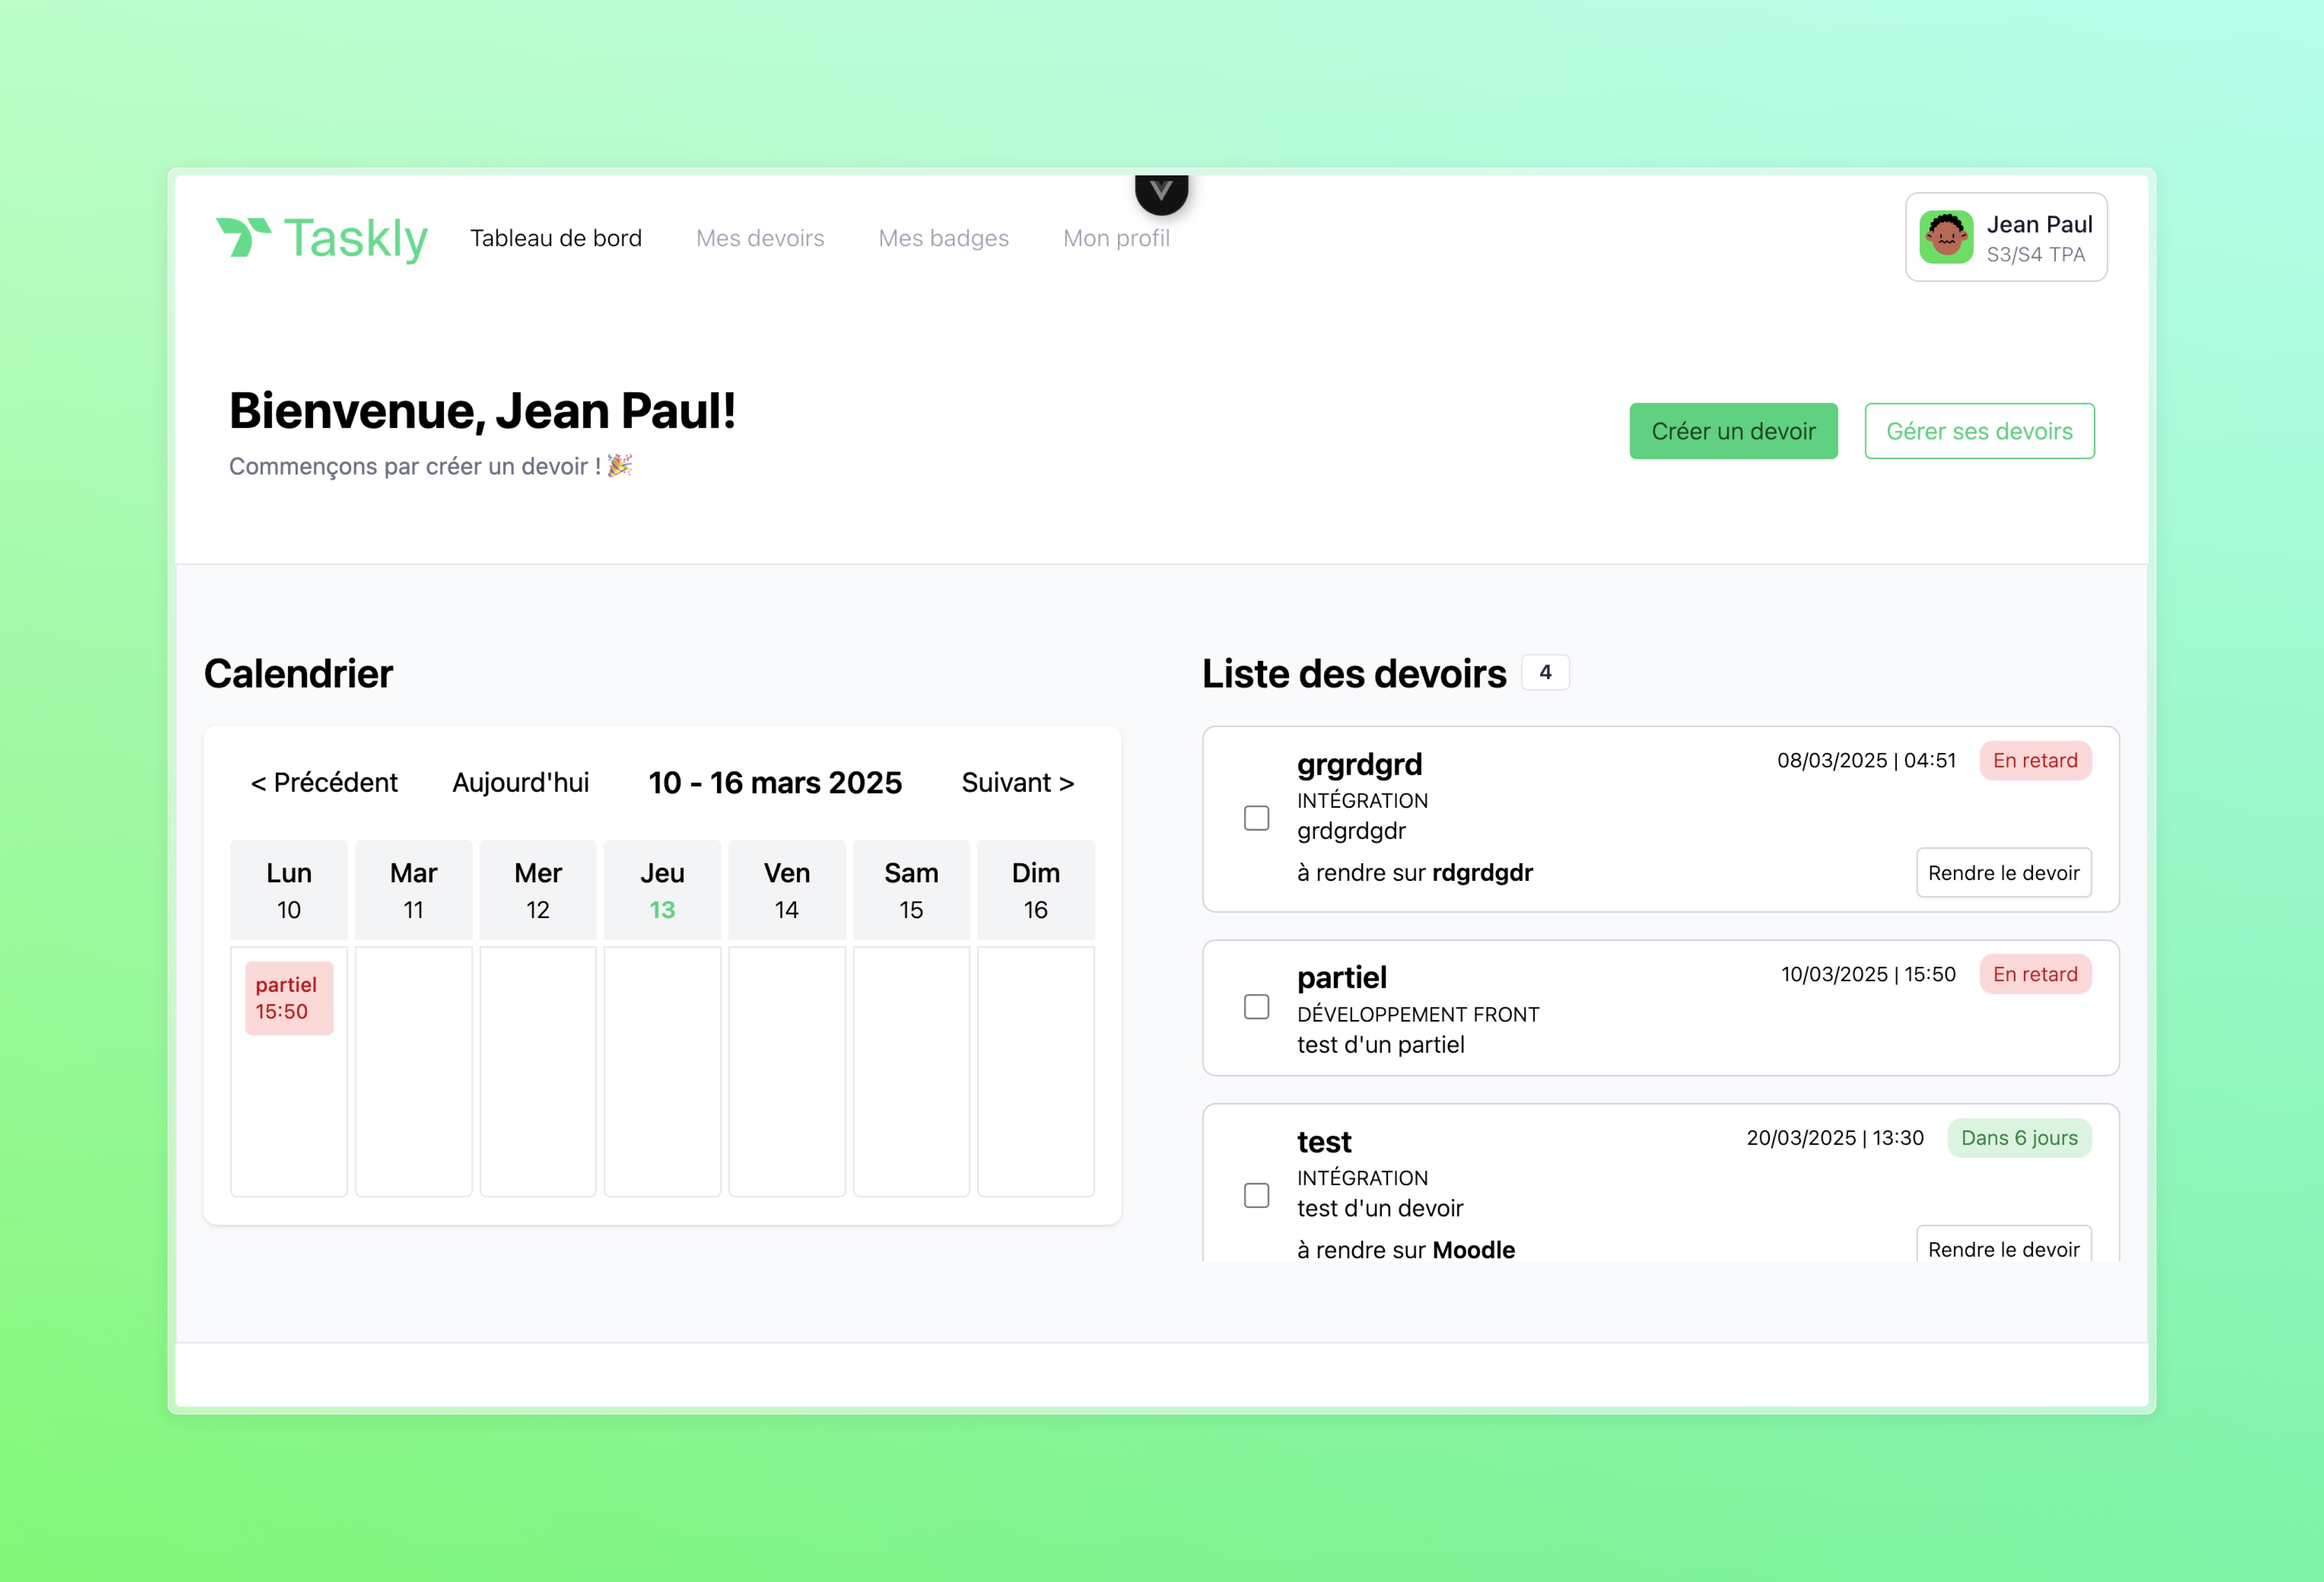 Taskly
Tableau de bord
Mes devoirs
Mes badges
Mon profil
Jean Paul
S3/S4 TPA
Bienvenue, Jean Paul!
Commençons par créer un devoir ! 🎉
Créer un devoir
Gérer ses devoirs
Calendrier
< Précédent
Aujourd'hui
10 - 16 mars 2025
Suivant >
Lun
10
Mar
11
Mer
12
Jeu
13
Ven
14
Sam
15
Dim
16
partiel
15:50
Liste des devoirs
4
grgrdgrd
08/03/2025 | 04:51
En retard
INTÉGRATION
grdgrdgdr
à rendre sur rdgrdgdr
Rendre le devoir
partiel
10/03/2025 | 15:50
En retard
DÉVELOPPEMENT FRONT
test d'un partiel
test
20/03/2025 | 13:30
Dans 6 jours
INTÉGRATION
test d'un devoir
à rendre sur Moodle
Rendre le devoir